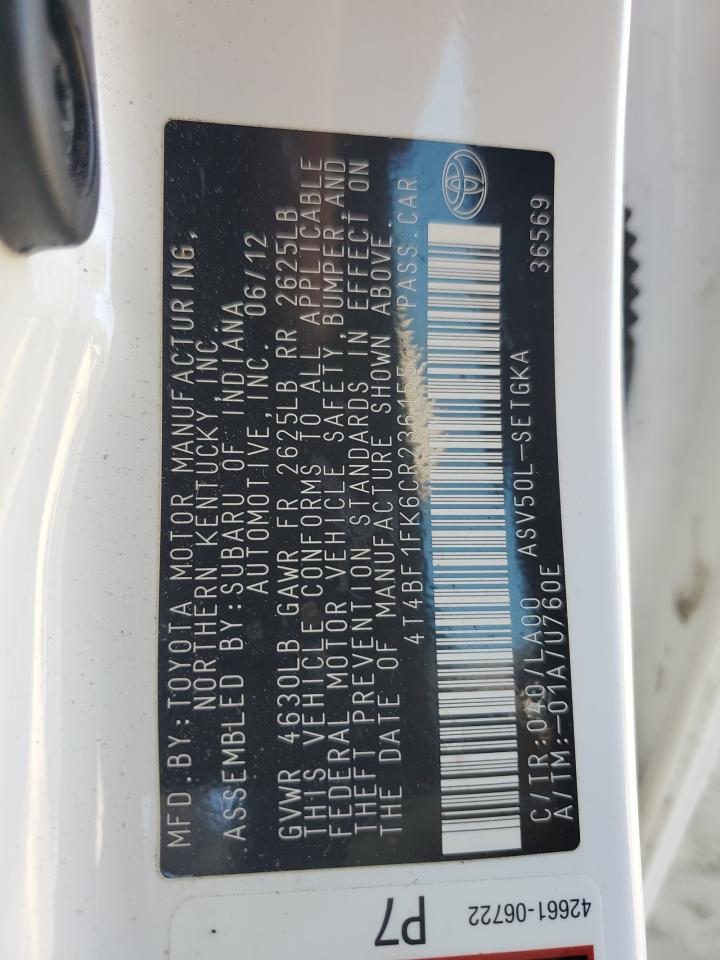 MFD.BY:TOYOTA MOTOR MANUFACTURING,
NORTHERN KENTUCKY,INC.
ASSEMBLED BY:SUBARU OF INDIANA
AUTOMOTIVE,INC. 06/12
GVWR 4630LB GAWR FR 2625LB RR 2625LB
THIS VEHICLE CONFORMS TO ALL APPLICABLE
FEDERAL MOTOR VEHICLE SAFETY,BUMPER,AND
THEFT PREVENTION STANDARDS IN EFFECT ON
THE DATE OF MANUFACTURE SHOWN ABOVE.
PASS.CAR
C/TR:040/LA00 ASV50L-SETGKA 36569
A/TM:-01A/U760E
P7
42661-06722